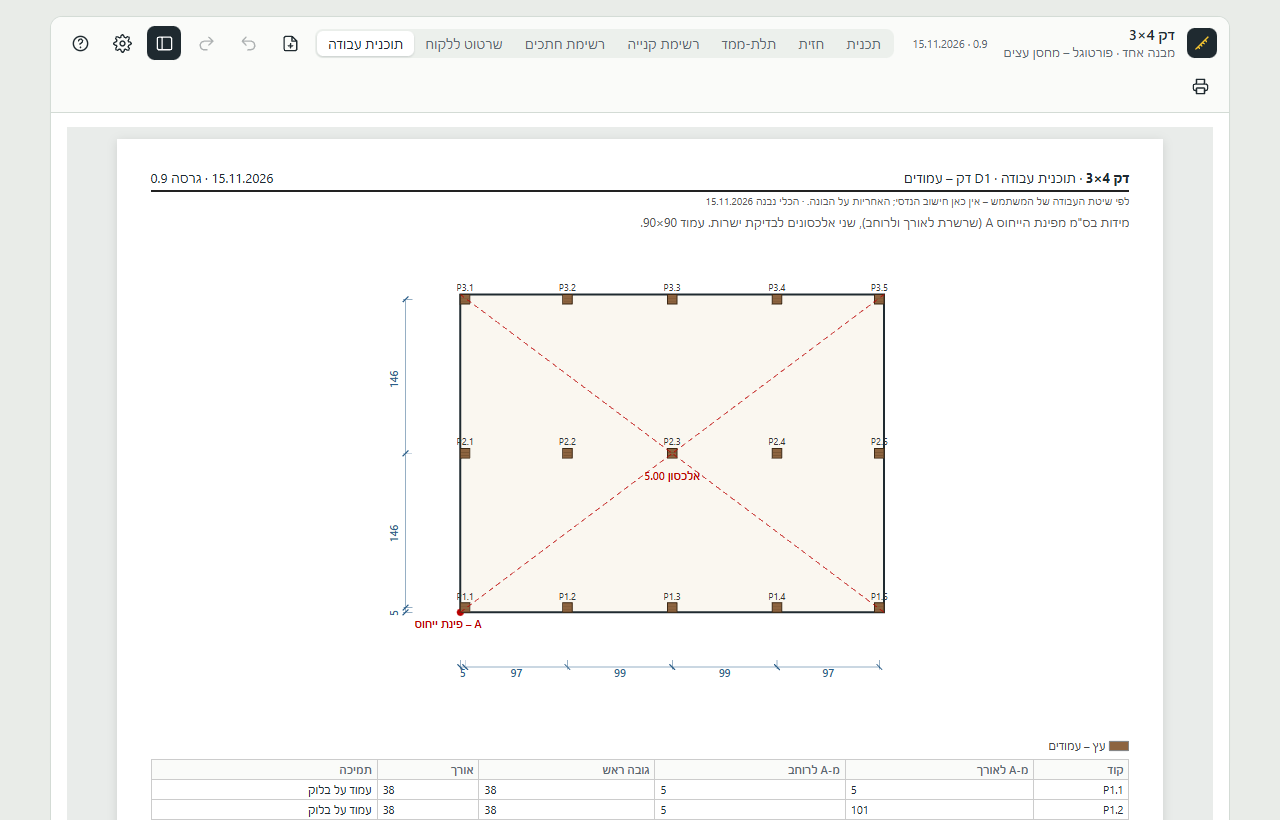 דק 4×3
מבנה אחד · פורטוגל – מחסן עצים
15.11.2026 · 0.9
תכנית
חזית
תלת-ממד
רשימת קנייה
רשימת חתכים
שרטוט ללקוח
תוכנית עבודה
דק 4×3 · תוכנית עבודה · D1 דק – עמודים
15.11.2026 · גרסה 0.9
לפי שיטת העבודה של המשתמש – אין כאן חישוב הנדסי; האחריות על הבונה. · הכלי נבנה 15.11.2026
מידות בס"מ מפינת הייחוס A (שרשרת לאורך ולרוחב), שני אלכסונים לבדיקת ישרות. עמוד 90×90.
P3.1 P3.2 P3.3 P3.4 P3.5
146
P2.1 P2.2 P2.3 P2.4 P2.5
אלכסון 5.00
146
P1.1 P1.2 P1.3 P1.4 P1.5
5
A – פינת ייחוס
5 97 99 99 97
עץ – עמודים
קוד מ-A לאורך מ-A לרוחב גובה ראש אורך תמיכה
P1.1 5 5 38 38 עמוד על בלוק
P1.2 101 5 38 38 עמוד על בלוק